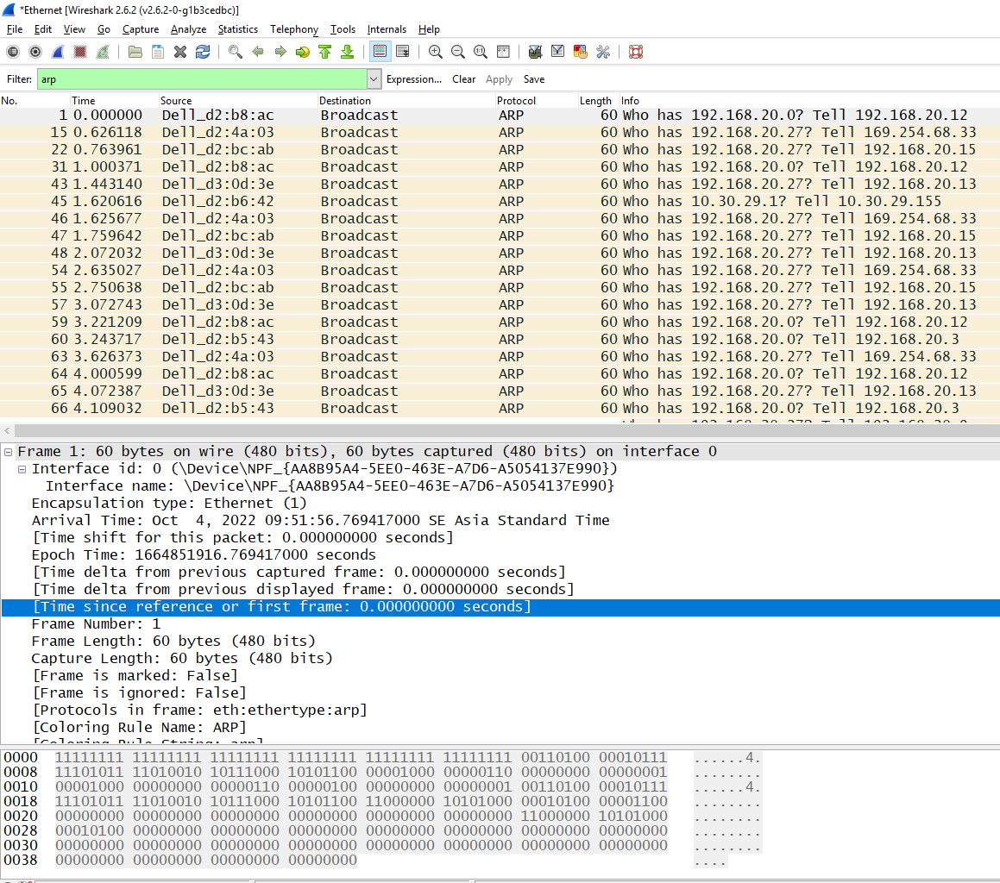 *Ethernet [Wireshark 2.6.2 (v2.6.2-0-g1b3cedbc)]
File Edit View Go Capture Analyze Statistics Telephony Tools Internals Help
Filter: arp Expression... Clear Apply Save
No. Time Source Destination Protocol Length Info
1 0.000000 Dell_d2:b8:ac Broadcast ARP 60 Who has 192.168.20.0? Tell 192.168.20.12
15 0.626118 Dell_d2:4a:03 Broadcast ARP 60 Who has 192.168.20.27? Tell 169.254.68.33
22 0.763961 Dell_d2:bc:ab Broadcast ARP 60 Who has 192.168.20.27? Tell 192.168.20.15
31 1.000371 Dell_d2:b8:ac Broadcast ARP 60 Who has 192.168.20.0? Tell 192.168.20.12
43 1.443140 Dell_d3:0d:3e Broadcast ARP 60 Who has 192.168.20.27? Tell 192.168.20.13
45 1.620616 Dell_d2:b6:42 Broadcast ARP 60 Who has 10.30.29.1? Tell 10.30.29.155
46 1.625677 Dell_d2:4a:03 Broadcast ARP 60 Who has 192.168.20.27? Tell 169.254.68.33
47 1.759642 Dell_d2:bc:ab Broadcast ARP 60 Who has 192.168.20.27? Tell 192.168.20.15
48 2.072032 Dell_d3:0d:3e Broadcast ARP 60 Who has 192.168.20.27? Tell 192.168.20.13
54 2.635027 Dell_d2:4a:03 Broadcast ARP 60 Who has 192.168.20.27? Tell 169.254.68.33
55 2.750638 Dell_d2:bc:ab Broadcast ARP 60 Who has 192.168.20.27? Tell 192.168.20.15
57 3.072743 Dell_d3:0d:3e Broadcast ARP 60 Who has 192.168.20.27? Tell 192.168.20.13
59 3.221209 Dell_d2:b8:ac Broadcast ARP 60 Who has 192.168.20.0? Tell 192.168.20.12
60 3.243717 Dell_d2:b5:43 Broadcast ARP 60 Who has 192.168.20.0? Tell 192.168.20.3
63 3.626373 Dell_d2:4a:03 Broadcast ARP 60 Who has 192.168.20.27? Tell 169.254.68.33
64 4.000599 Dell_d2:b8:ac Broadcast ARP 60 Who has 192.168.20.0? Tell 192.168.20.12
65 4.072387 Dell_d3:0d:3e Broadcast ARP 60 Who has 192.168.20.27? Tell 192.168.20.13
66 4.109032 Dell_d2:b5:43 Broadcast ARP 60 Who has 192.168.20.0? Tell 192.168.20.3
Frame 1: 60 bytes on wire (480 bits), 60 bytes captured (480 bits) on interface 0
Interface id: 0 (\Device\NPF_{AA8B95A4-5EE0-463E-A7D6-A5054137E990})
Interface name: \Device\NPF_{AA8B95A4-5EE0-463E-A7D6-A5054137E990}
Encapsulation type: Ethernet (1)
Arrival Time: Oct  4, 2022 09:51:56.769417000 SE Asia Standard Time
[Time shift for this packet: 0.000000000 seconds]
Epoch Time: 1664851916.769417000 seconds
[Time delta from previous captured frame: 0.000000000 seconds]
[Time delta from previous displayed frame: 0.000000000 seconds]
[Time since reference or first frame: 0.000000000 seconds]
Frame Number: 1
Frame Length: 60 bytes (480 bits)
Capture Length: 60 bytes (480 bits)
[Frame is marked: False]
[Frame is ignored: False]
[Protocols in frame: eth:ethertype:arp]
[Coloring Rule Name: ARP]
[Coloring Rule String: arp]
0000 11111111 11111111 11111111 11111111 11111111 11111111 00110100 00010111 ......4.
0008 11101011 11010010 10111000 10101100 00001000 00000110 00000000 00000001 ........
0010 00001000 00000000 00000110 00000100 00000000 00000001 00110100 00010111 ......4.
0018 11101011 11010010 10111000 10101100 11000000 10101000 00010100 00001100 ........
0020 00000000 00000000 00000000 00000000 00000000 00000000 11000000 10101000 ........
0028 00010100 00000000 00000000 00000000 00000000 00000000 00000000 00000000 ........
0030 00000000 00000000 00000000 00000000 00000000 00000000 00000000 00000000 ........
0038 00000000 00000000 00000000 00000000 ....